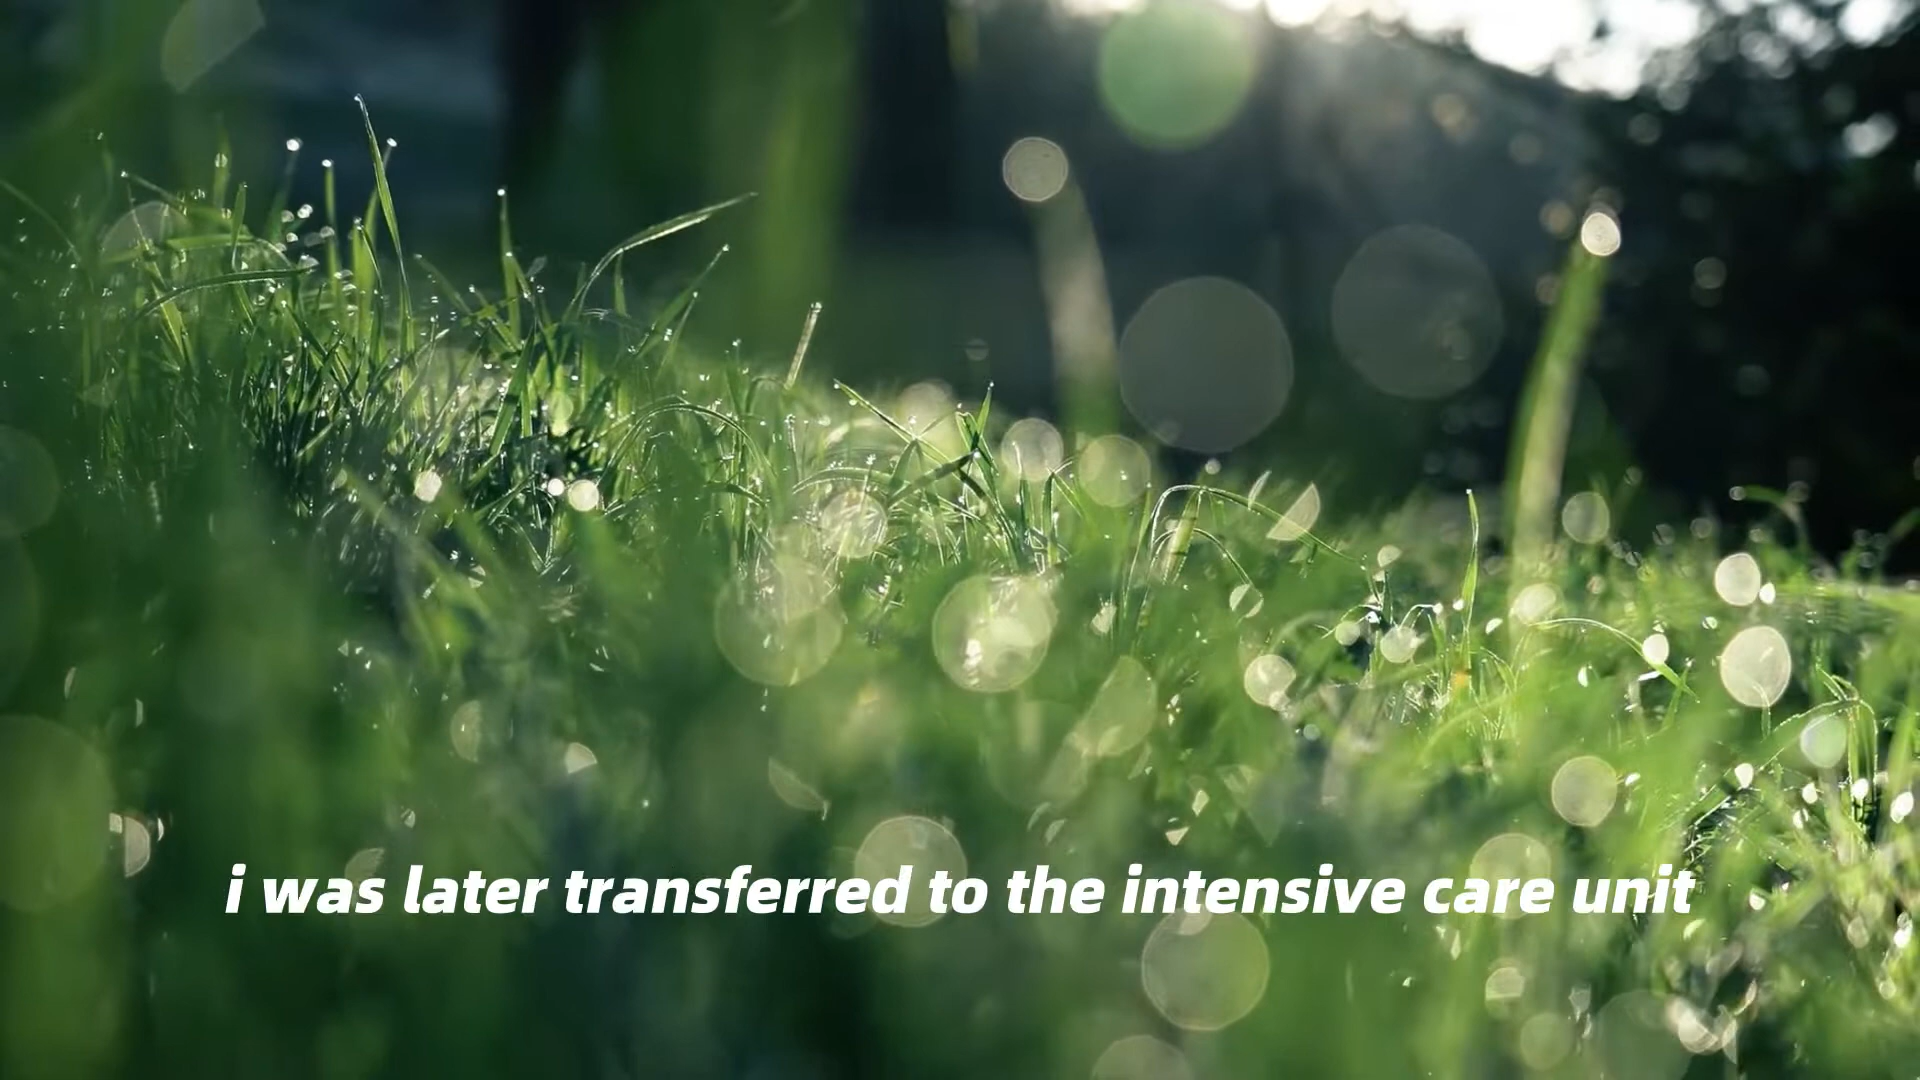 i was later transferred to the intensive care unit